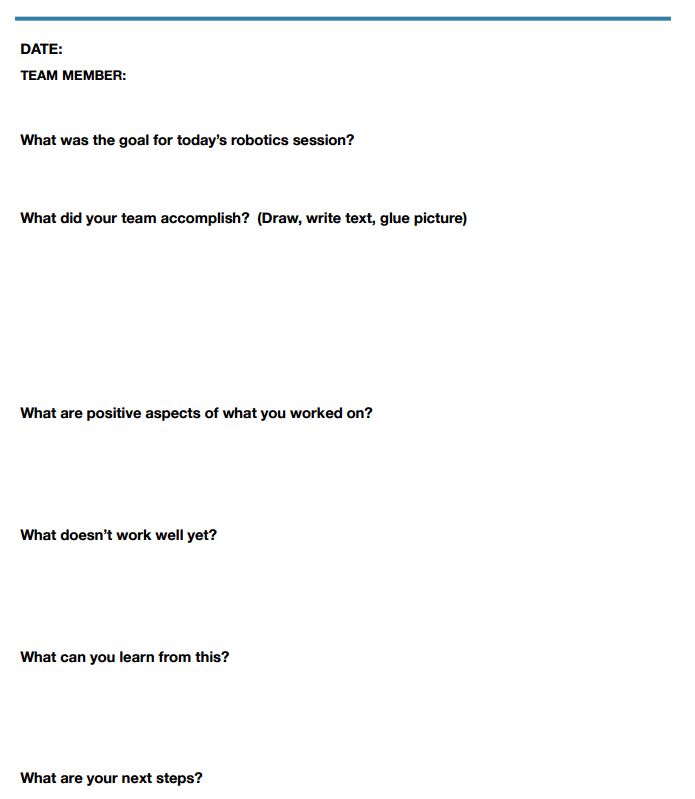 DATE:
TEAM MEMBER:
What was the goal for today’s robotics session?
What did your team accomplish?  (Draw, write text, glue picture)
What are positive aspects of what you worked on?
What doesn’t work well yet?
What can you learn from this?
What are your next steps?